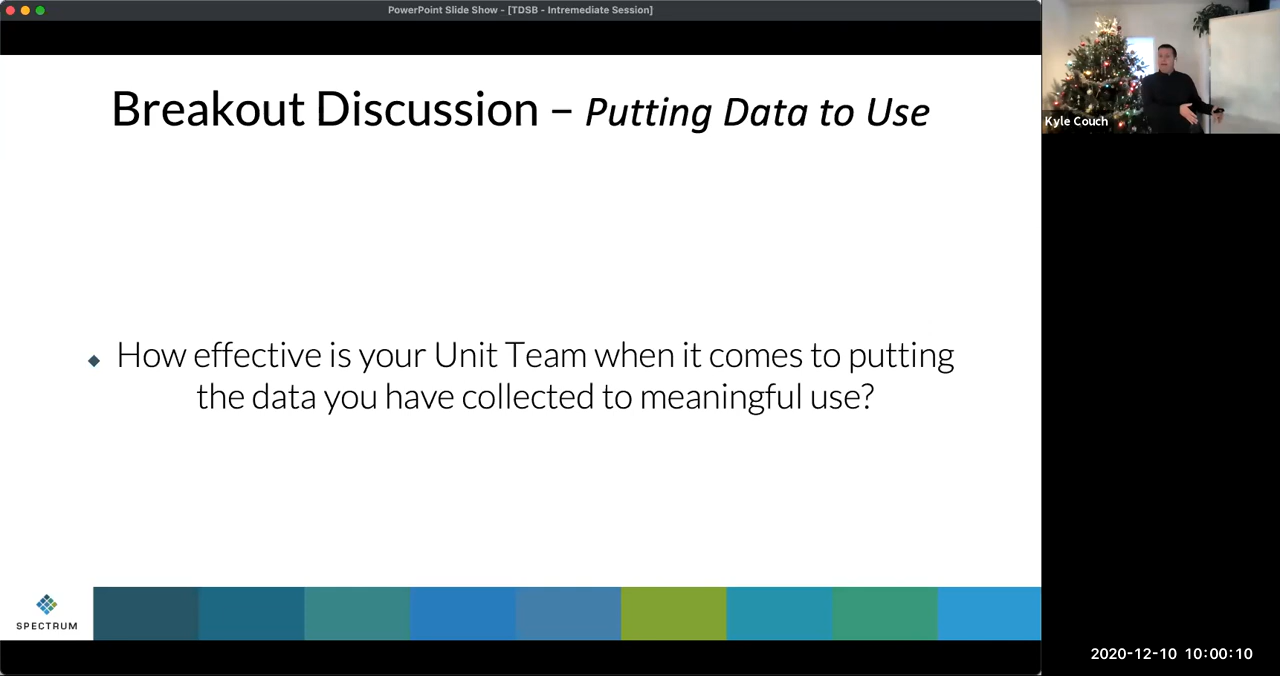 PowerPoint Slide Show - [TDSB - Intremediate Session]
Breakout Discussion – Putting Data to Use
Kyle Couch
How effective is your Unit Team when it comes to putting
the data you have collected to meaningful use?
SPECTRUM
2020-12-10 10:00:10